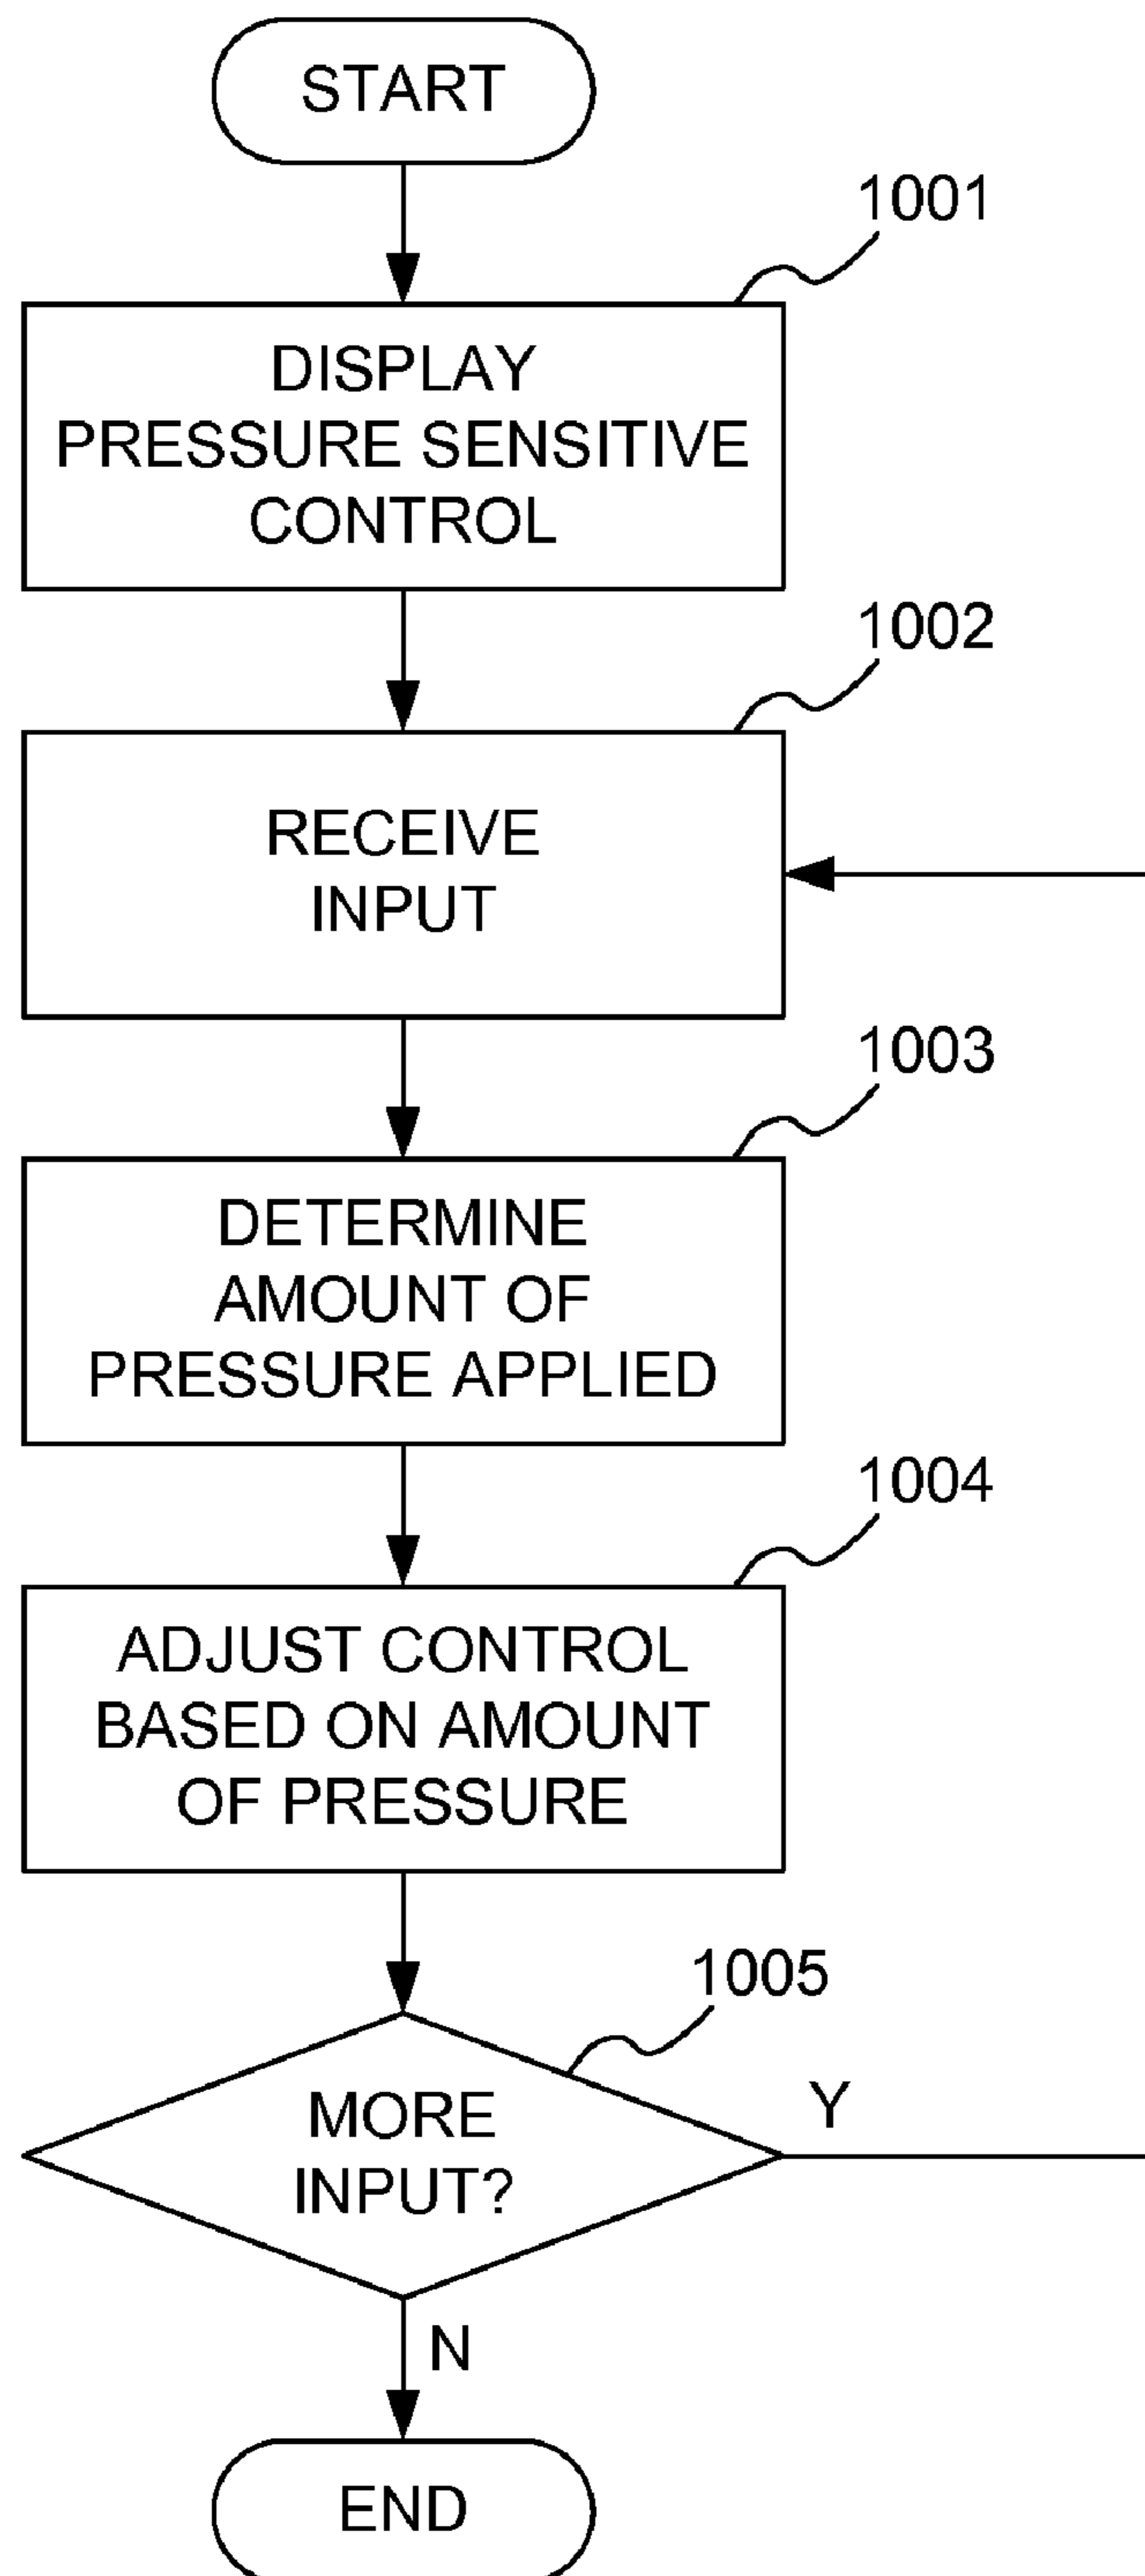 START
1001
DISPLAY
PRESSURE SENSITIVE
CONTROL
1002
RECEIVE
INPUT
1003
DETERMINE
AMOUNT OF
PRESSURE APPLIED
1004
ADJUST CONTROL
BASED ON AMOUNT
OF PRESSURE
1005
MORE
INPUT?
Y
N
END